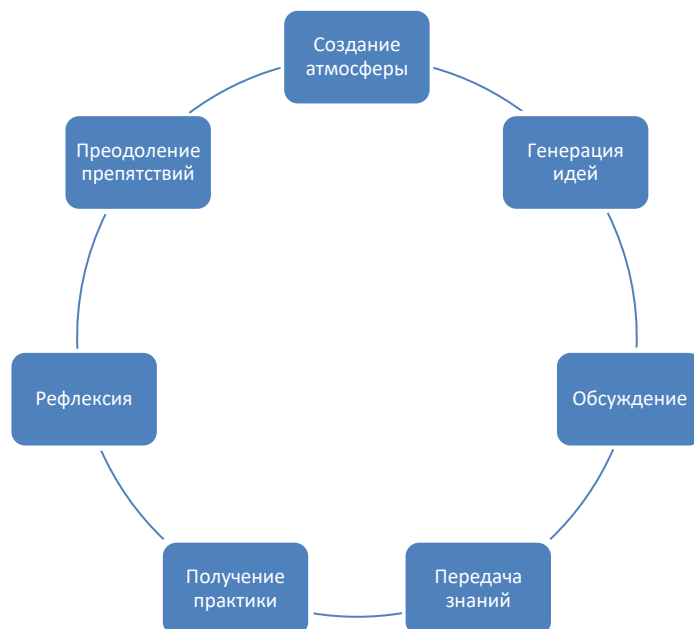 Создание
атмосферы
Генерация
идей
Обсуждение
Передача
знаний
Получение
практики
Рефлексия
Преодоление
препятствий